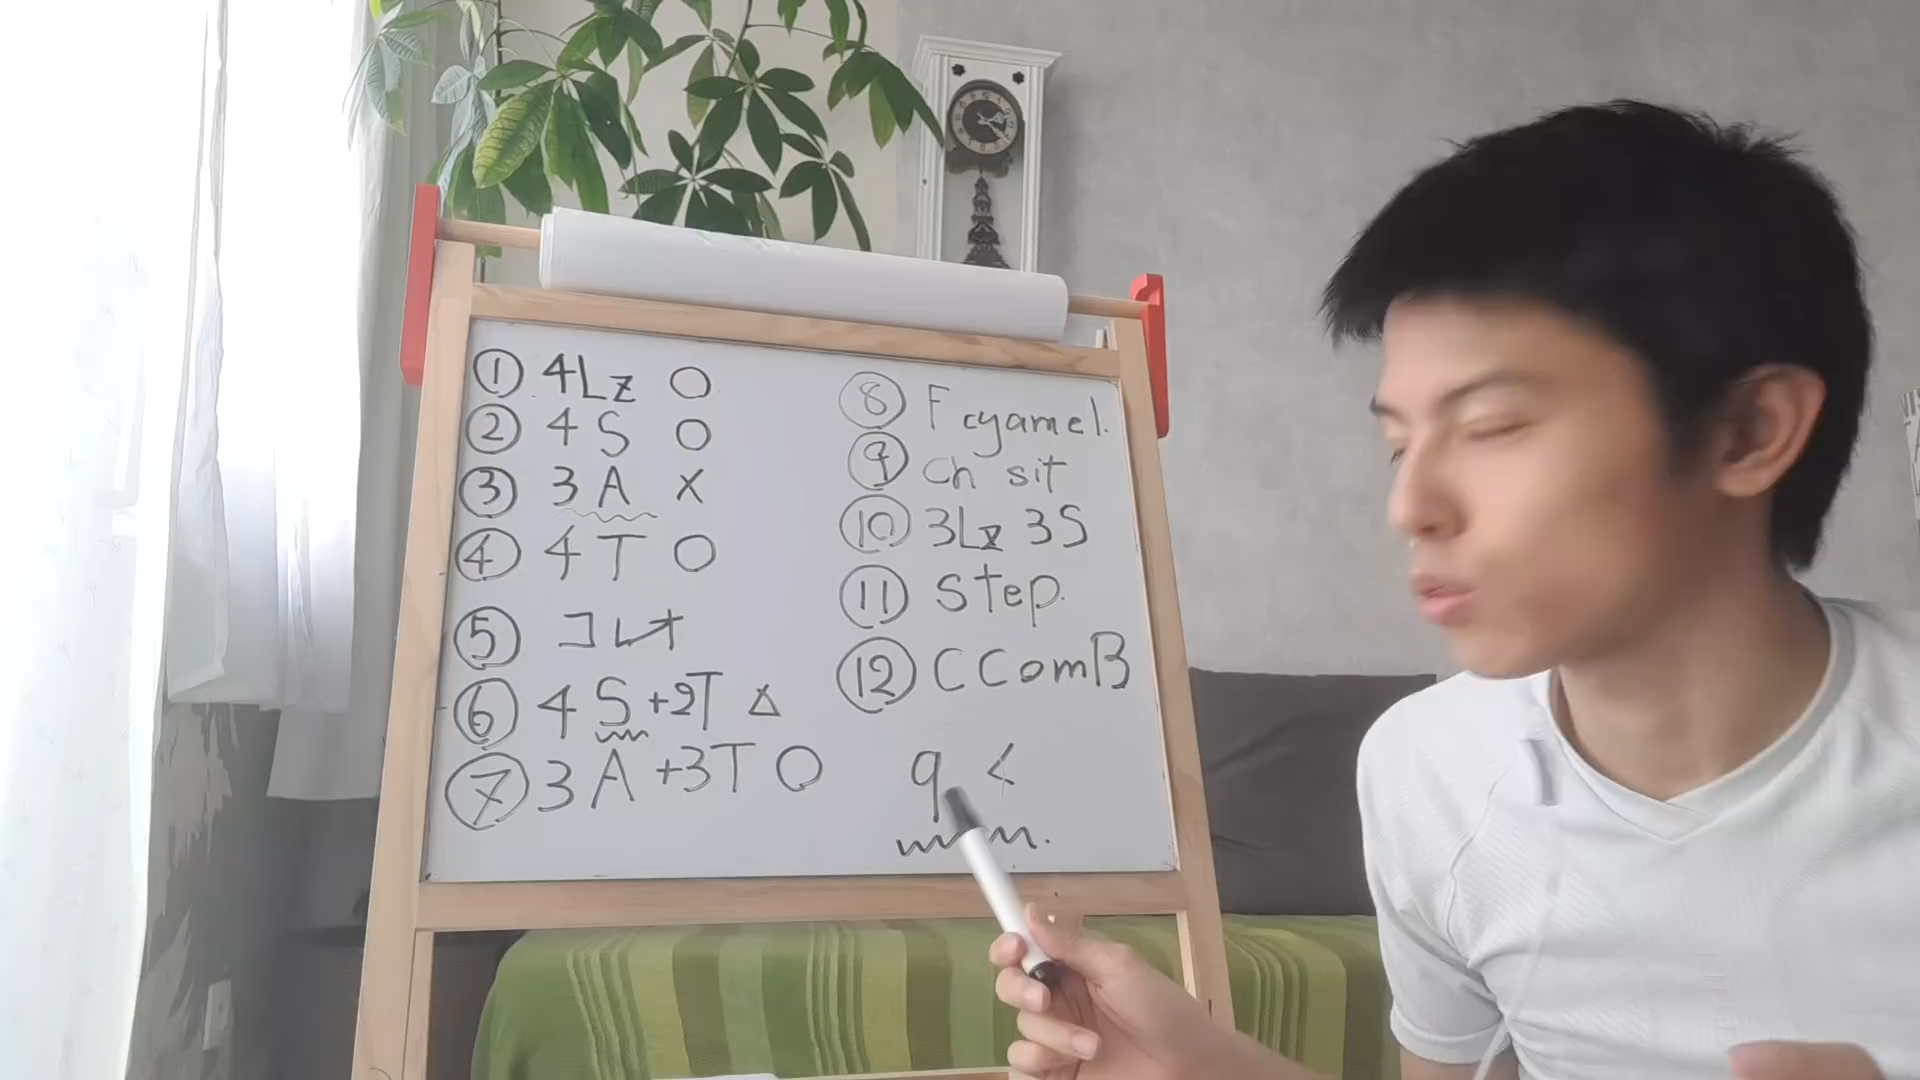 ① 4Lz O
② 4S O
③ 3A X
④ 4T O
⑤ コレオ
⑥ 4S+2T △
⑦ 3A+3T O
⑧ F cyamel.
⑨ Ch sit
⑩ 3Lz 3S
⑪ Step.
⑫ CComB
q <